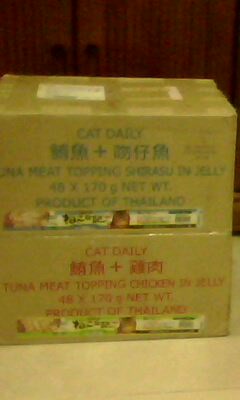 CAT DAILY
鮪魚+吻仔魚
TUNA MEAT TOPPING SHIRASU IN JELLY
48 X 170 g NET WT.
PRODUCT OF THAILAND
CAT DAILY
鮪魚+雞肉
TUNA MEAT TOPPING CHICKEN IN JELLY
48 X 170 g NET WT.
PRODUCT OF THAILAND